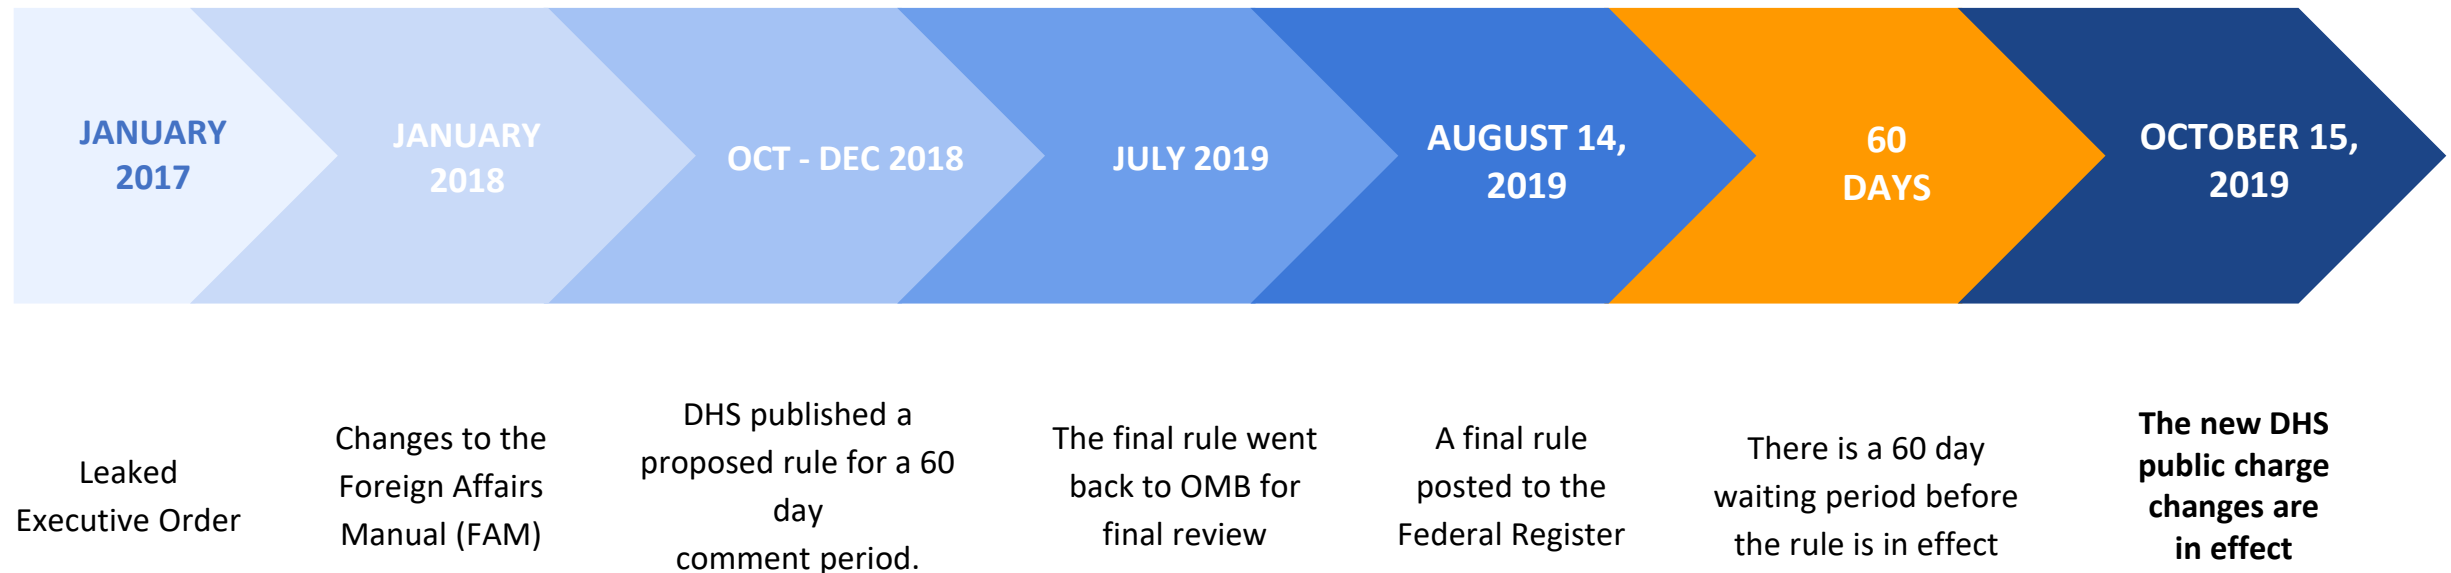 JANUARY
2017
JANUARY
2018
OCT - DEC 2018
JULY 2019
AUGUST 14,
2019
60
DAYS
OCTOBER 15,
2019
Leaked
Executive Order
Changes to the
Foreign Affairs
Manual (FAM)
DHS published a
proposed rule for a 60
day
comment period.
The final rule went
back to OMB for
final review
A final rule
posted to the
Federal Register
There is a 60 day
waiting period before
the rule is in effect
The new DHS
public charge
changes are
in effect